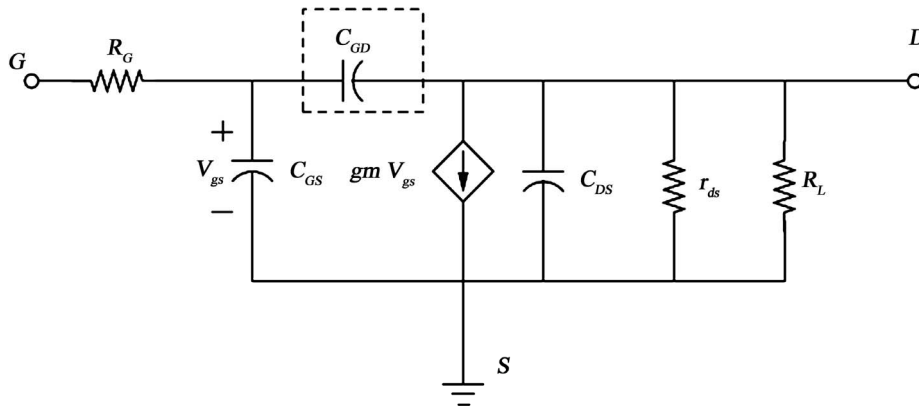 G
R_G
C_GD
D
+
V_gs
−
C_GS
gm V_gs
C_DS
r_ds
R_L
S